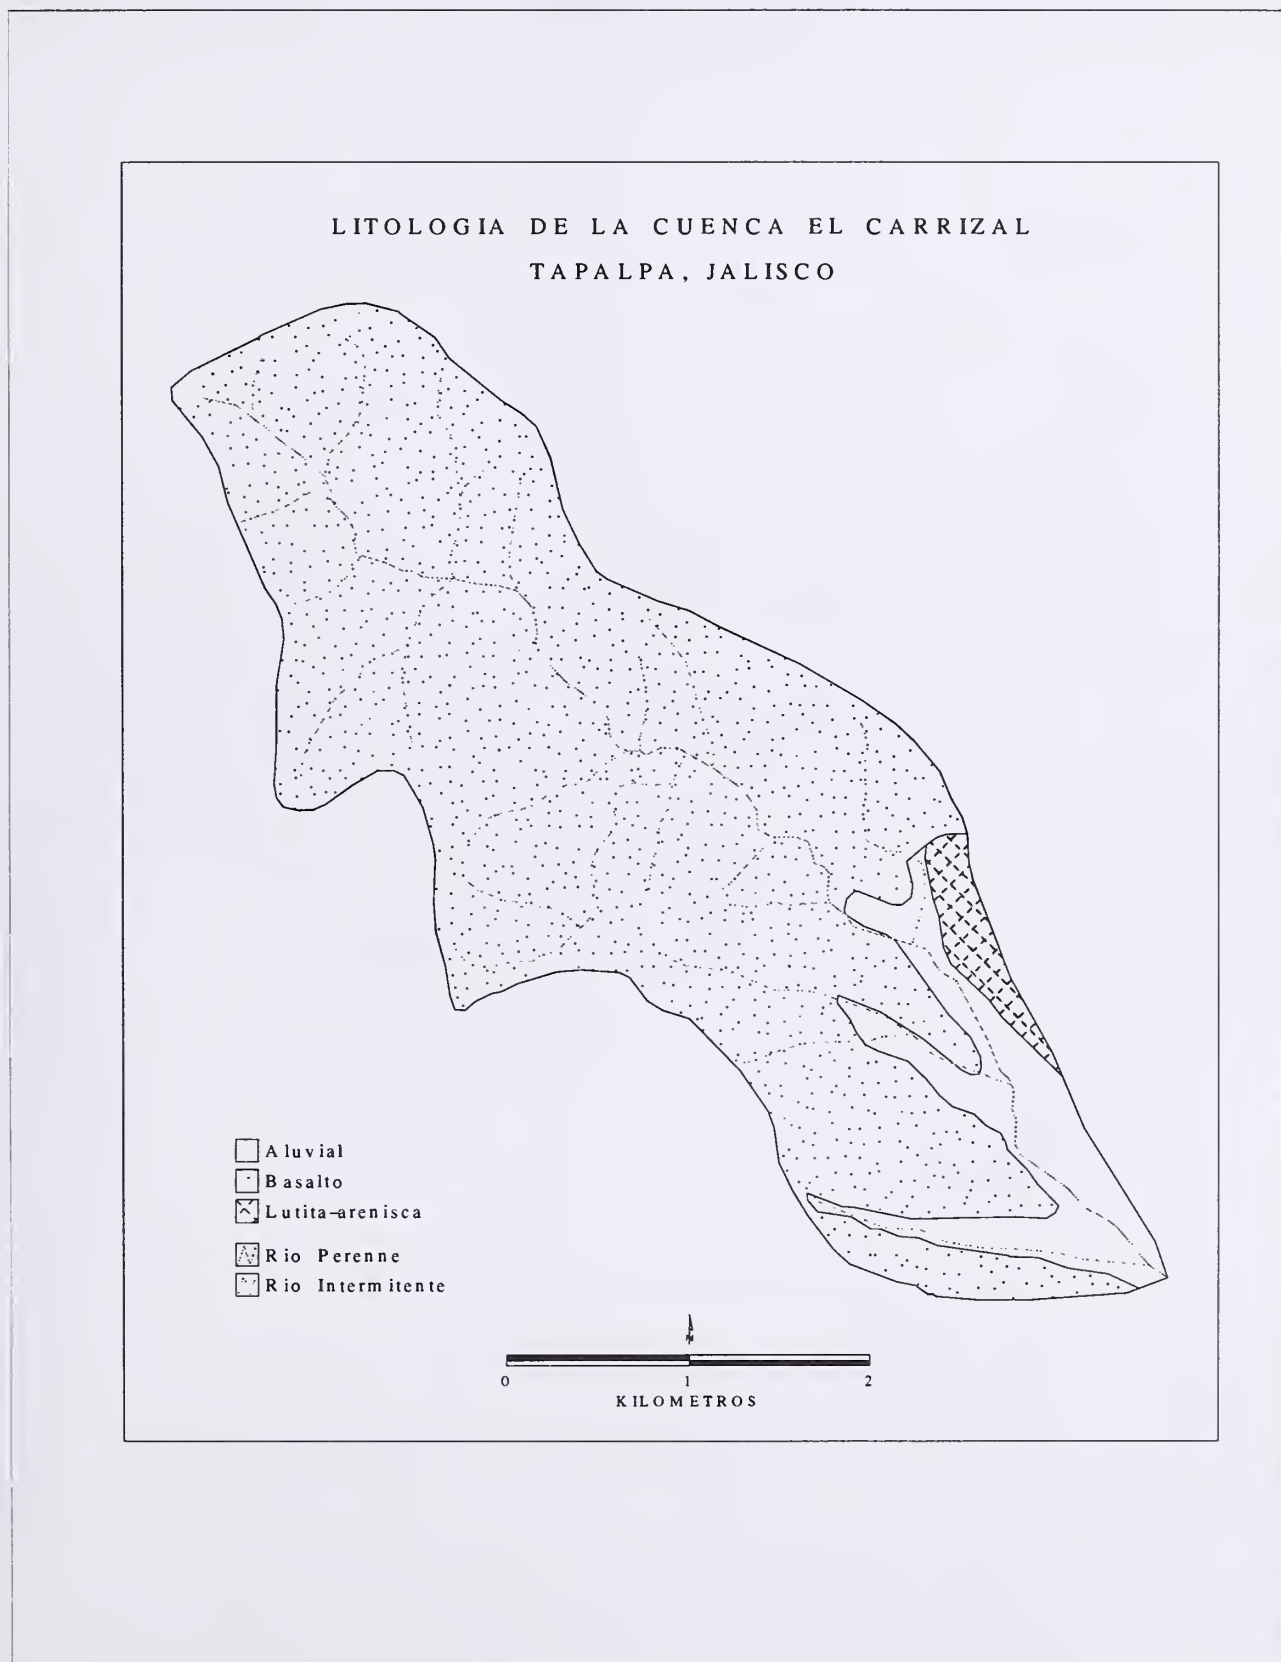 LITOLOGIA DE LA CUENCA EL CARRIZAL
TAPALPA, JALISCO
Aluvial
Basalto
Lutita-arenisca
Rio Perenne
Rio Intermitente
N
0 1 2
KILOMETROS